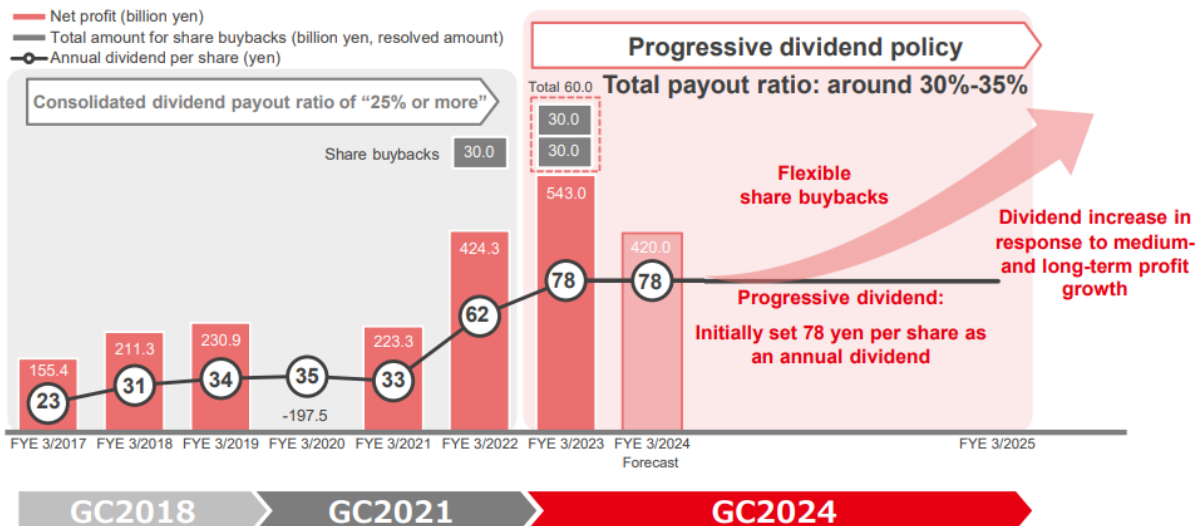 Net profit (billion yen)
Total amount for share buybacks (billion yen, resolved amount)
Annual dividend per share (yen)
Consolidated dividend payout ratio of “25% or more”
Progressive dividend policy
Total payout ratio: around 30%-35%
Total 60.0
30.0
30.0
Share buybacks
30.0
Flexible
share buybacks
Dividend increase in
response to medium-
and long-term profit
growth
Progressive dividend:
Initially set 78 yen per share as
an annual dividend
155.4
211.3
230.9
-197.5
223.3
424.3
543.0
420.0
23
31
34
35
33
62
78
78
FYE 3/2017
FYE 3/2018
FYE 3/2019
FYE 3/2020
FYE 3/2021
FYE 3/2022
FYE 3/2023
FYE 3/2024
Forecast
FYE 3/2025
GC2018
GC2021
GC2024